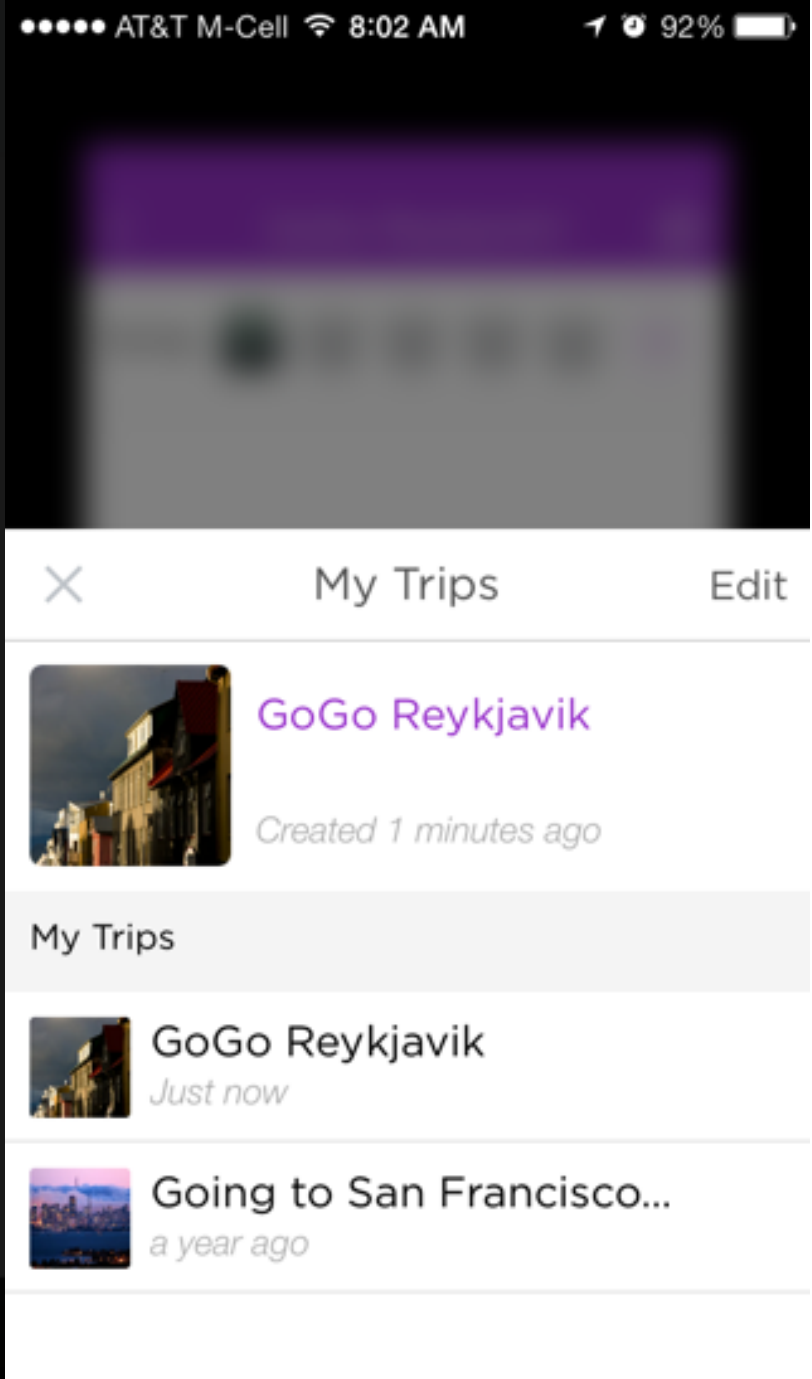 AT&T M-Cell 8:02 AM 92%
My Trips Edit
GoGo Reykjavik
Created 1 minutes ago
My Trips
GoGo Reykjavik
Just now
Going to San Francisco...
a year ago